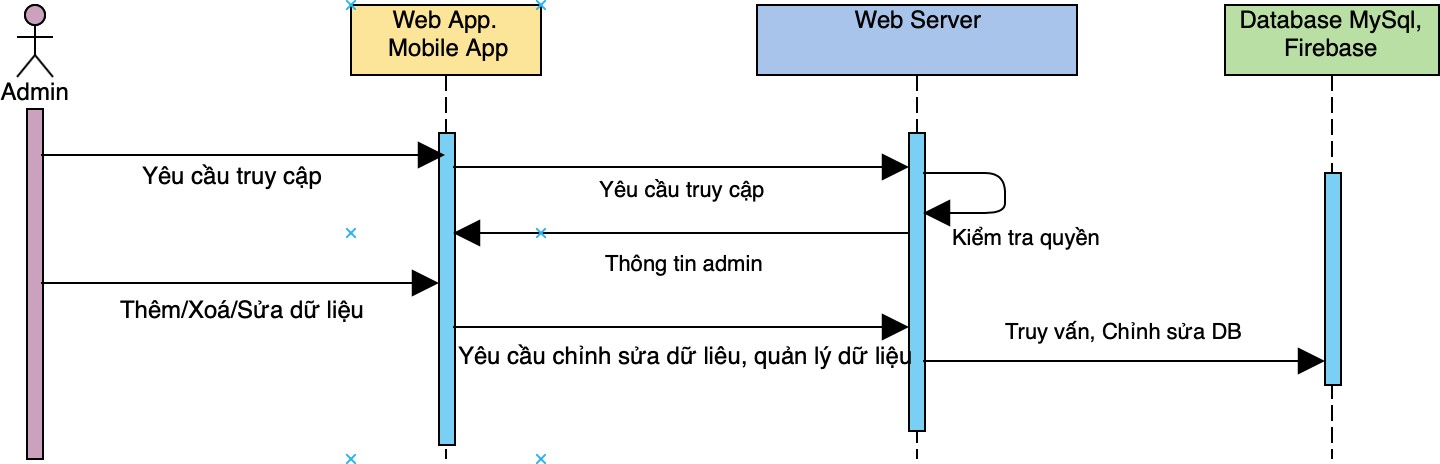 Web App.
Mobile App
Web Server
Database MySql,
Firebase
Admin
Yêu cầu truy cập
Yêu cầu truy cập
Kiểm tra quyền
Thông tin admin
Thêm/Xoá/Sửa dữ liệu
Truy vấn, Chỉnh sửa DB
Yêu cầu chỉnh sửa dữ liêu, quản lý dữ liệu